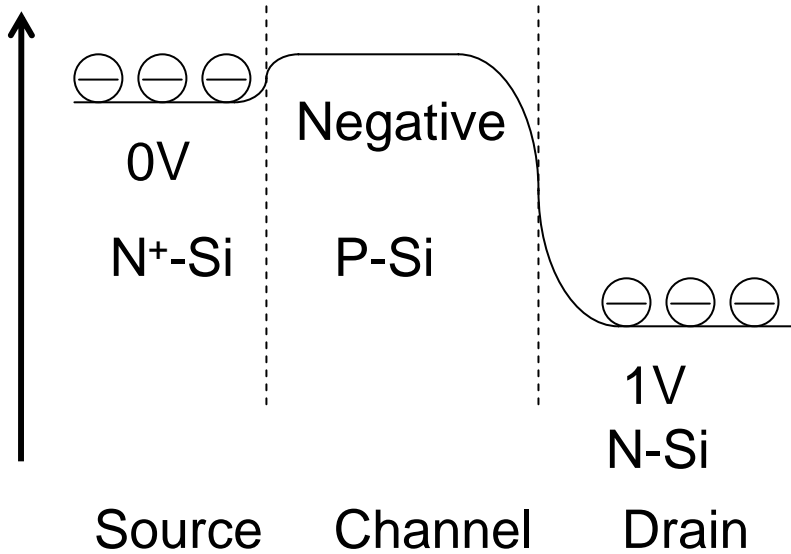 Negative
0V
N⁺-Si
P-Si
1V
N-Si
Source Channel Drain